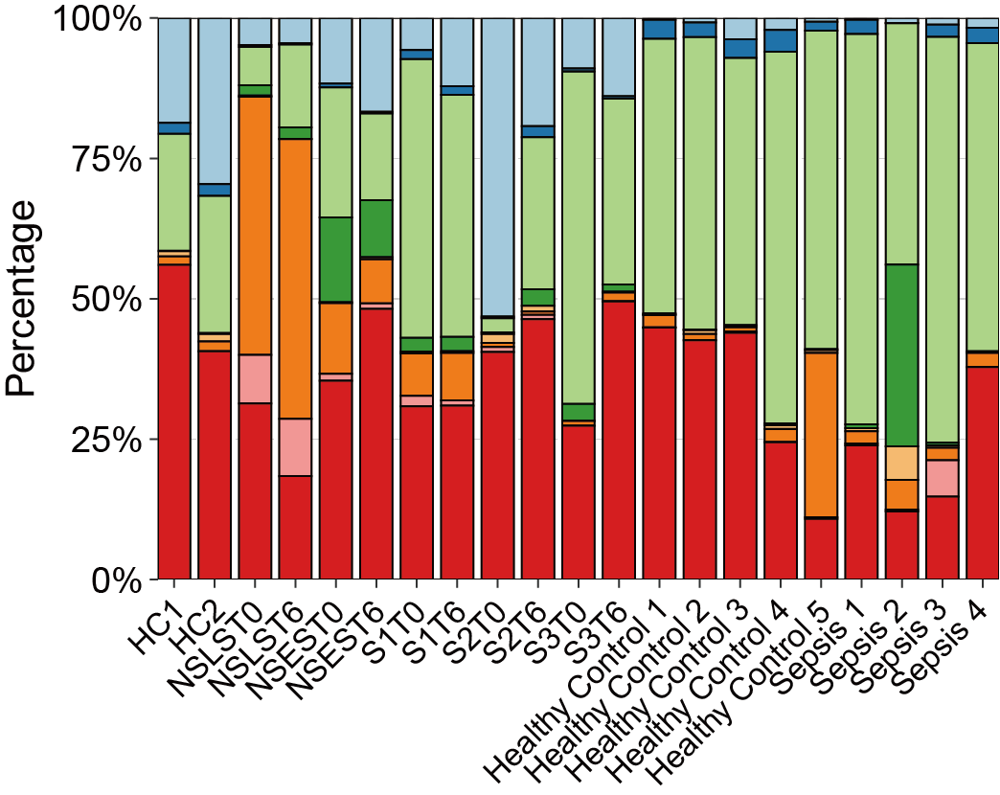 Percentage
100%
75%
50%
25%
0%
HC1
HC2
NSLST0
NSLST6
NSEST0
NSEST6
S1T0
S1T6
S2T0
S2T6
S3T0
S3T6
Healthy Control 1
Healthy Control 2
Healthy Control 3
Healthy Control 4
Healthy Control 5
Sepsis 1
Sepsis 2
Sepsis 3
Sepsis 4